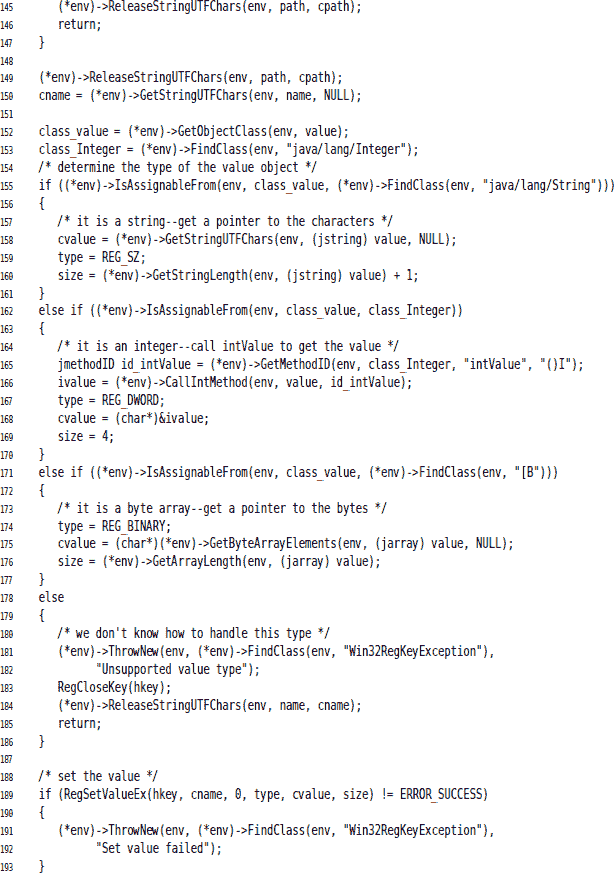 145       (*env)->ReleaseStringUTFChars(env, path, cpath);
146       return;
147    }
148
149    (*env)->ReleaseStringUTFChars(env, path, cpath);
150    cname = (*env)->GetStringUTFChars(env, name, NULL);
151
152    class_value = (*env)->GetObjectClass(env, value);
153    class_Integer = (*env)->FindClass(env, "java/lang/Integer");
154    /* determine the type of the value object */
155    if ((*env)->IsAssignableFrom(env, class_value, (*env)->FindClass(env, "java/lang/String")))
156    {
157       /* it is a string--get a pointer to the characters */
158       cvalue = (*env)->GetStringUTFChars(env, (jstring) value, NULL);
159       type = REG_SZ;
160       size = (*env)->GetStringLength(env, (jstring) value) + 1;
161    }
162    else if ((*env)->IsAssignableFrom(env, class_value, class_Integer))
163    {
164       /* it is an integer--call intValue to get the value */
165       jmethodID id_intValue = (*env)->GetMethodID(env, class_Integer, "intValue", "()I");
166       ivalue = (*env)->CallIntMethod(env, value, id_intValue);
167       type = REG_DWORD;
168       cvalue = (char*)&ivalue;
169       size = 4;
170    }
171    else if ((*env)->IsAssignableFrom(env, class_value, (*env)->FindClass(env, "[B")))
172    {
173       /* it is a byte array--get a pointer to the bytes */
174       type = REG_BINARY;
175       cvalue = (char*)(*env)->GetByteArrayElements(env, (jarray) value, NULL);
176       size = (*env)->GetArrayLength(env, (jarray) value);
177    }
178    else
179    {
180       /* we don't know how to handle this type */
181       (*env)->ThrowNew(env, (*env)->FindClass(env, "Win32RegKeyException"),
182             "Unsupported value type");
183       RegCloseKey(hkey);
184       (*env)->ReleaseStringUTFChars(env, name, cname);
185       return;
186    }
187
188    /* set the value */
189    if (RegSetValueEx(hkey, cname, 0, type, cvalue, size) != ERROR_SUCCESS)
190    {
191       (*env)->ThrowNew(env, (*env)->FindClass(env, "Win32RegKeyException"),
192             "Set value failed");
193    }